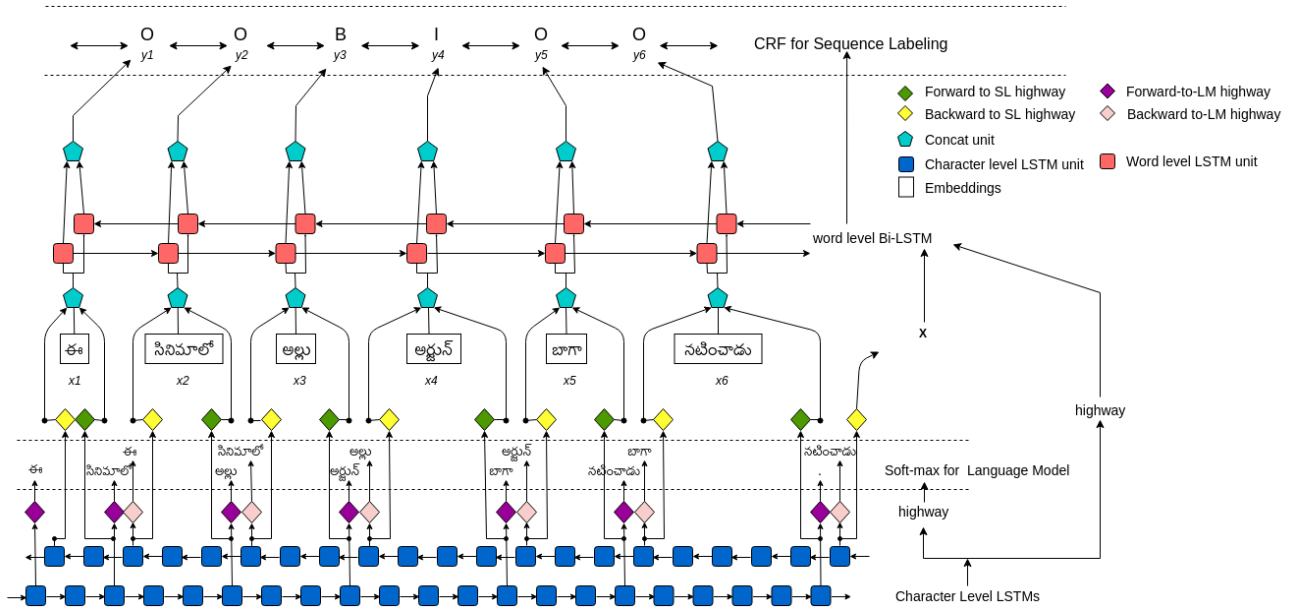 O O B I O O CRF for Sequence Labeling
y1 y2 y3 y4 y5 y6
Forward to SL highway
Forward-to-LM highway
Backward to SL highway
Backward to-LM highway
Concat unit
Character level LSTM unit
Word level LSTM unit
Embeddings
word level Bi-LSTM
x
ఈ సినిమాలో అల్లు అర్జున్ బాగా నటించాడు
x1 x2 x3 x4 x5 x6
highway
ఈ సినిమాలో అల్లు అర్జున్ బాగా నటించాడు
ఈ సినిమాలో అల్లు అర్జున్ బాగా నటించాడు . Soft-max for Language Model
highway
Character Level LSTMs